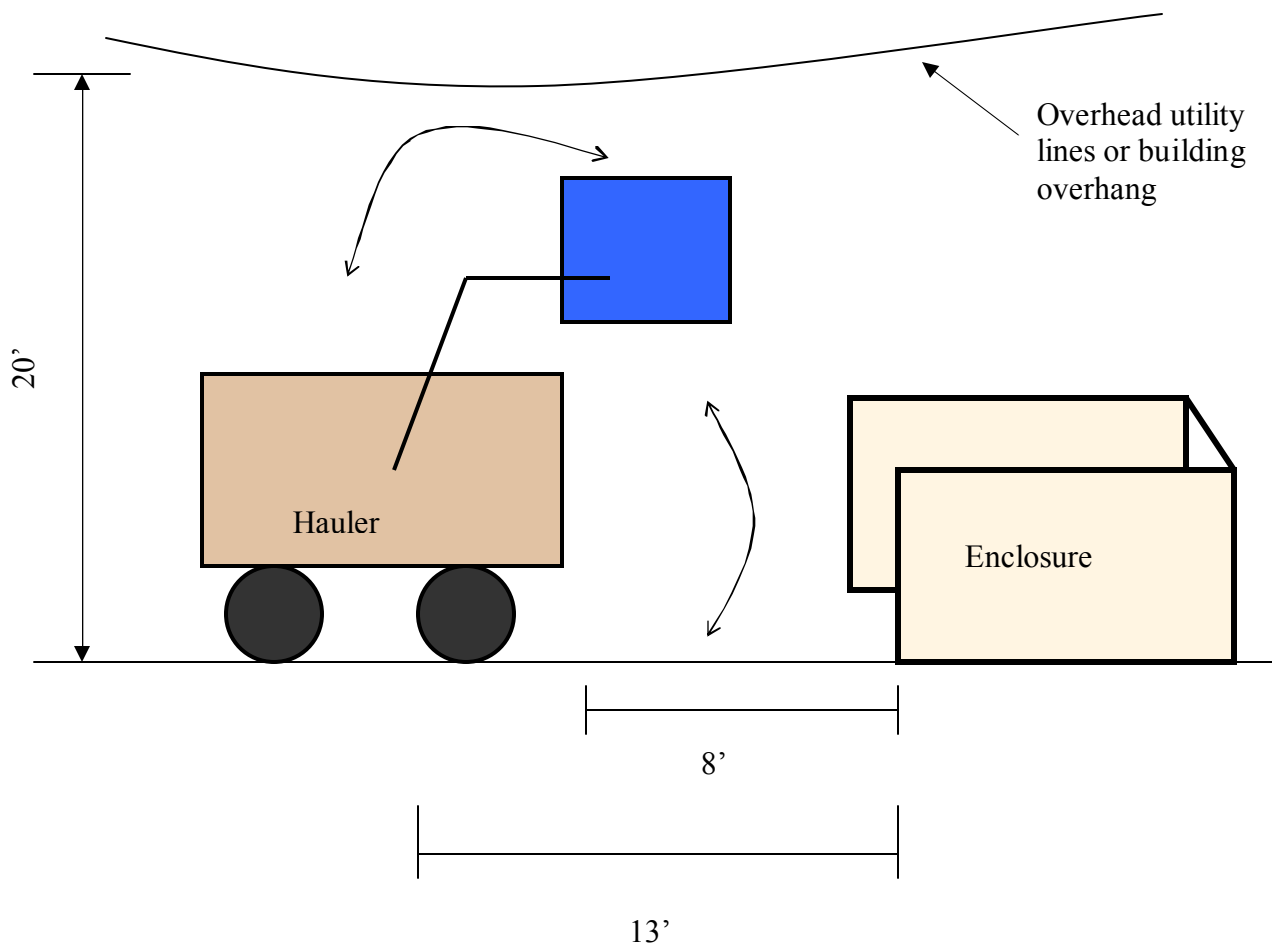 Overhead utility
lines or building
overhang
20’
Hauler
Enclosure
8’
13’